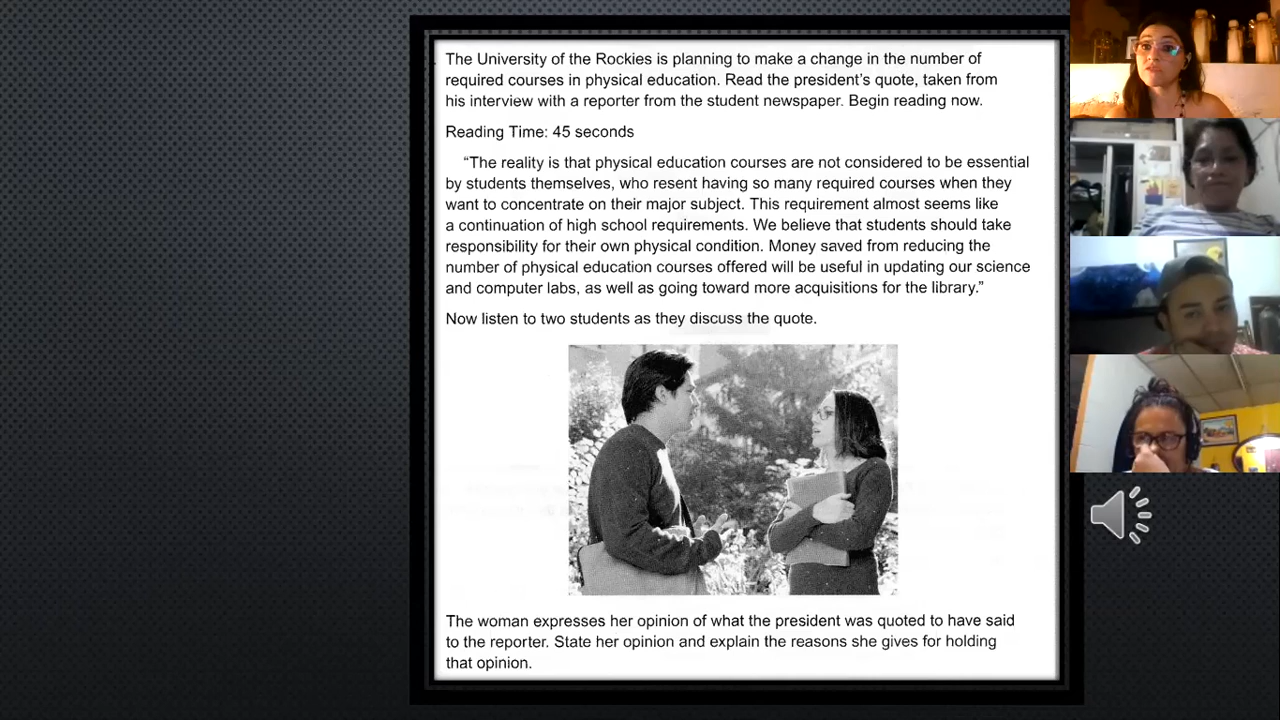 The University of the Rockies is planning to make a change in the number of
required courses in physical education. Read the president's quote, taken from
his interview with a reporter from the student newspaper. Begin reading now.
Reading Time: 45 seconds
“The reality is that physical education courses are not considered to be essential
by students themselves, who resent having so many required courses when they
want to concentrate on their major subject. This requirement almost seems like
a continuation of high school requirements. We believe that students should take
responsibility for their own physical condition. Money saved from reducing the
number of physical education courses offered will be useful in updating our science
and computer labs, as well as going toward more acquisitions for the library.”
Now listen to two students as they discuss the quote.
The woman expresses her opinion of what the president was quoted to have said
to the reporter. State her opinion and explain the reasons she gives for holding
that opinion.